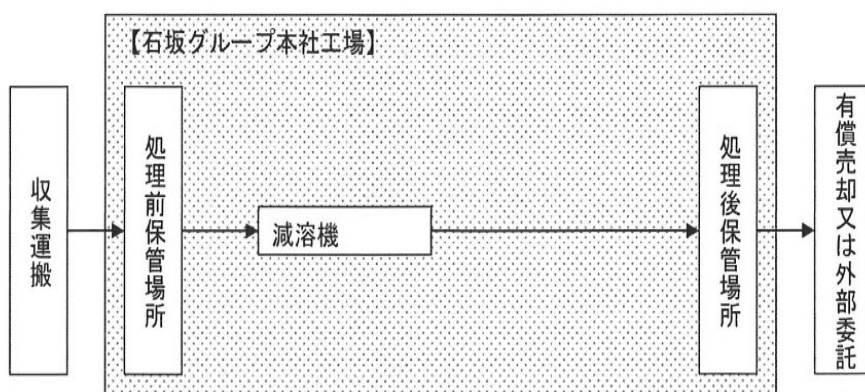 【石坂グループ本社工場】
収集運搬
処理前保管場所
減溶機
処理後保管場所
有償売却又は外部委託